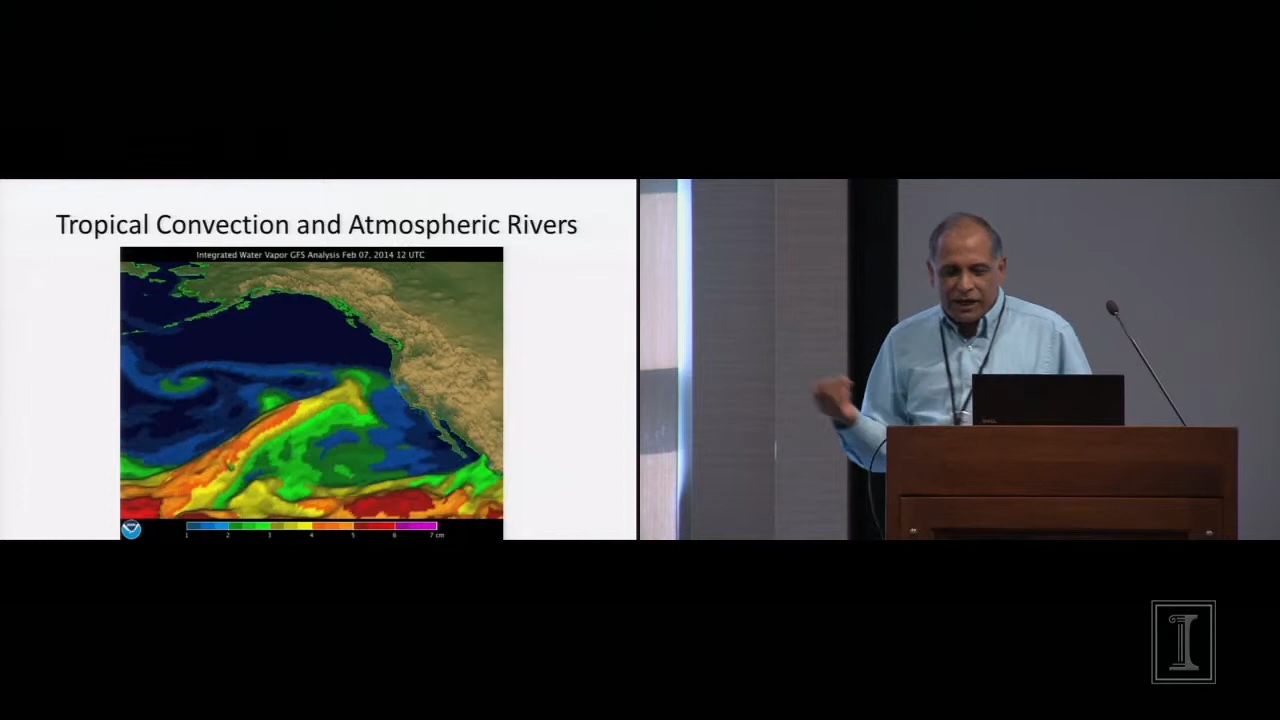 Tropical Convection and Atmospheric Rivers
Integrated Water Vapor GFS Analysis Feb 07, 2014 12 UTC
1 2 3 4 5 6 7 cm
DELL
I